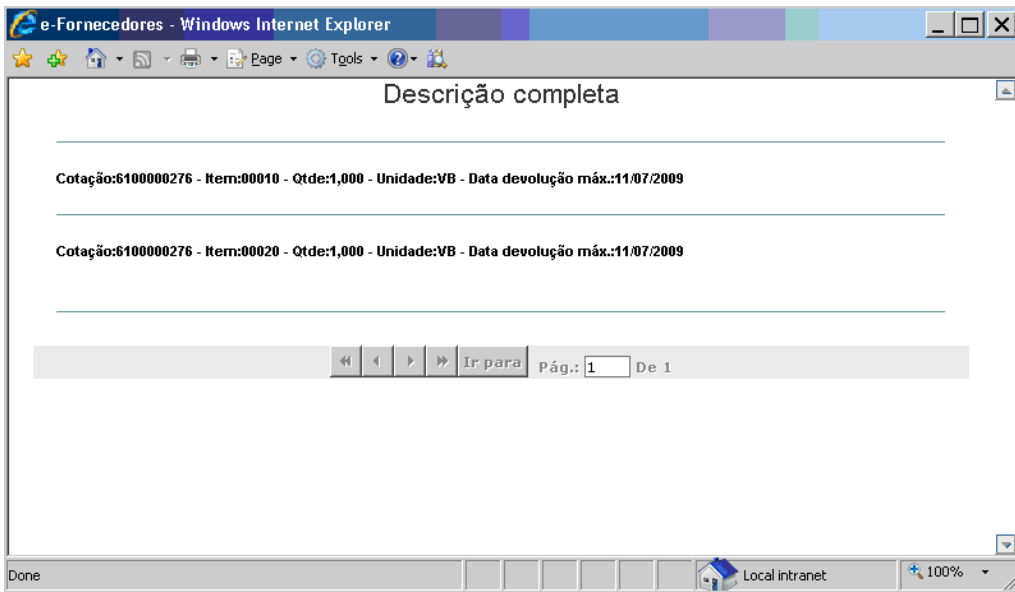 e-Fornecedores - Windows Internet Explorer
Page Tools
Descrição completa
Cotação:6100000276 - Item:00010 - Qtde:1,000 - Unidade:VB - Data devolução máx.:11/07/2009
Cotação:6100000276 - Item:00020 - Qtde:1,000 - Unidade:VB - Data devolução máx.:11/07/2009
Ir para Pág.: 1 De 1
Done Local intranet 100%